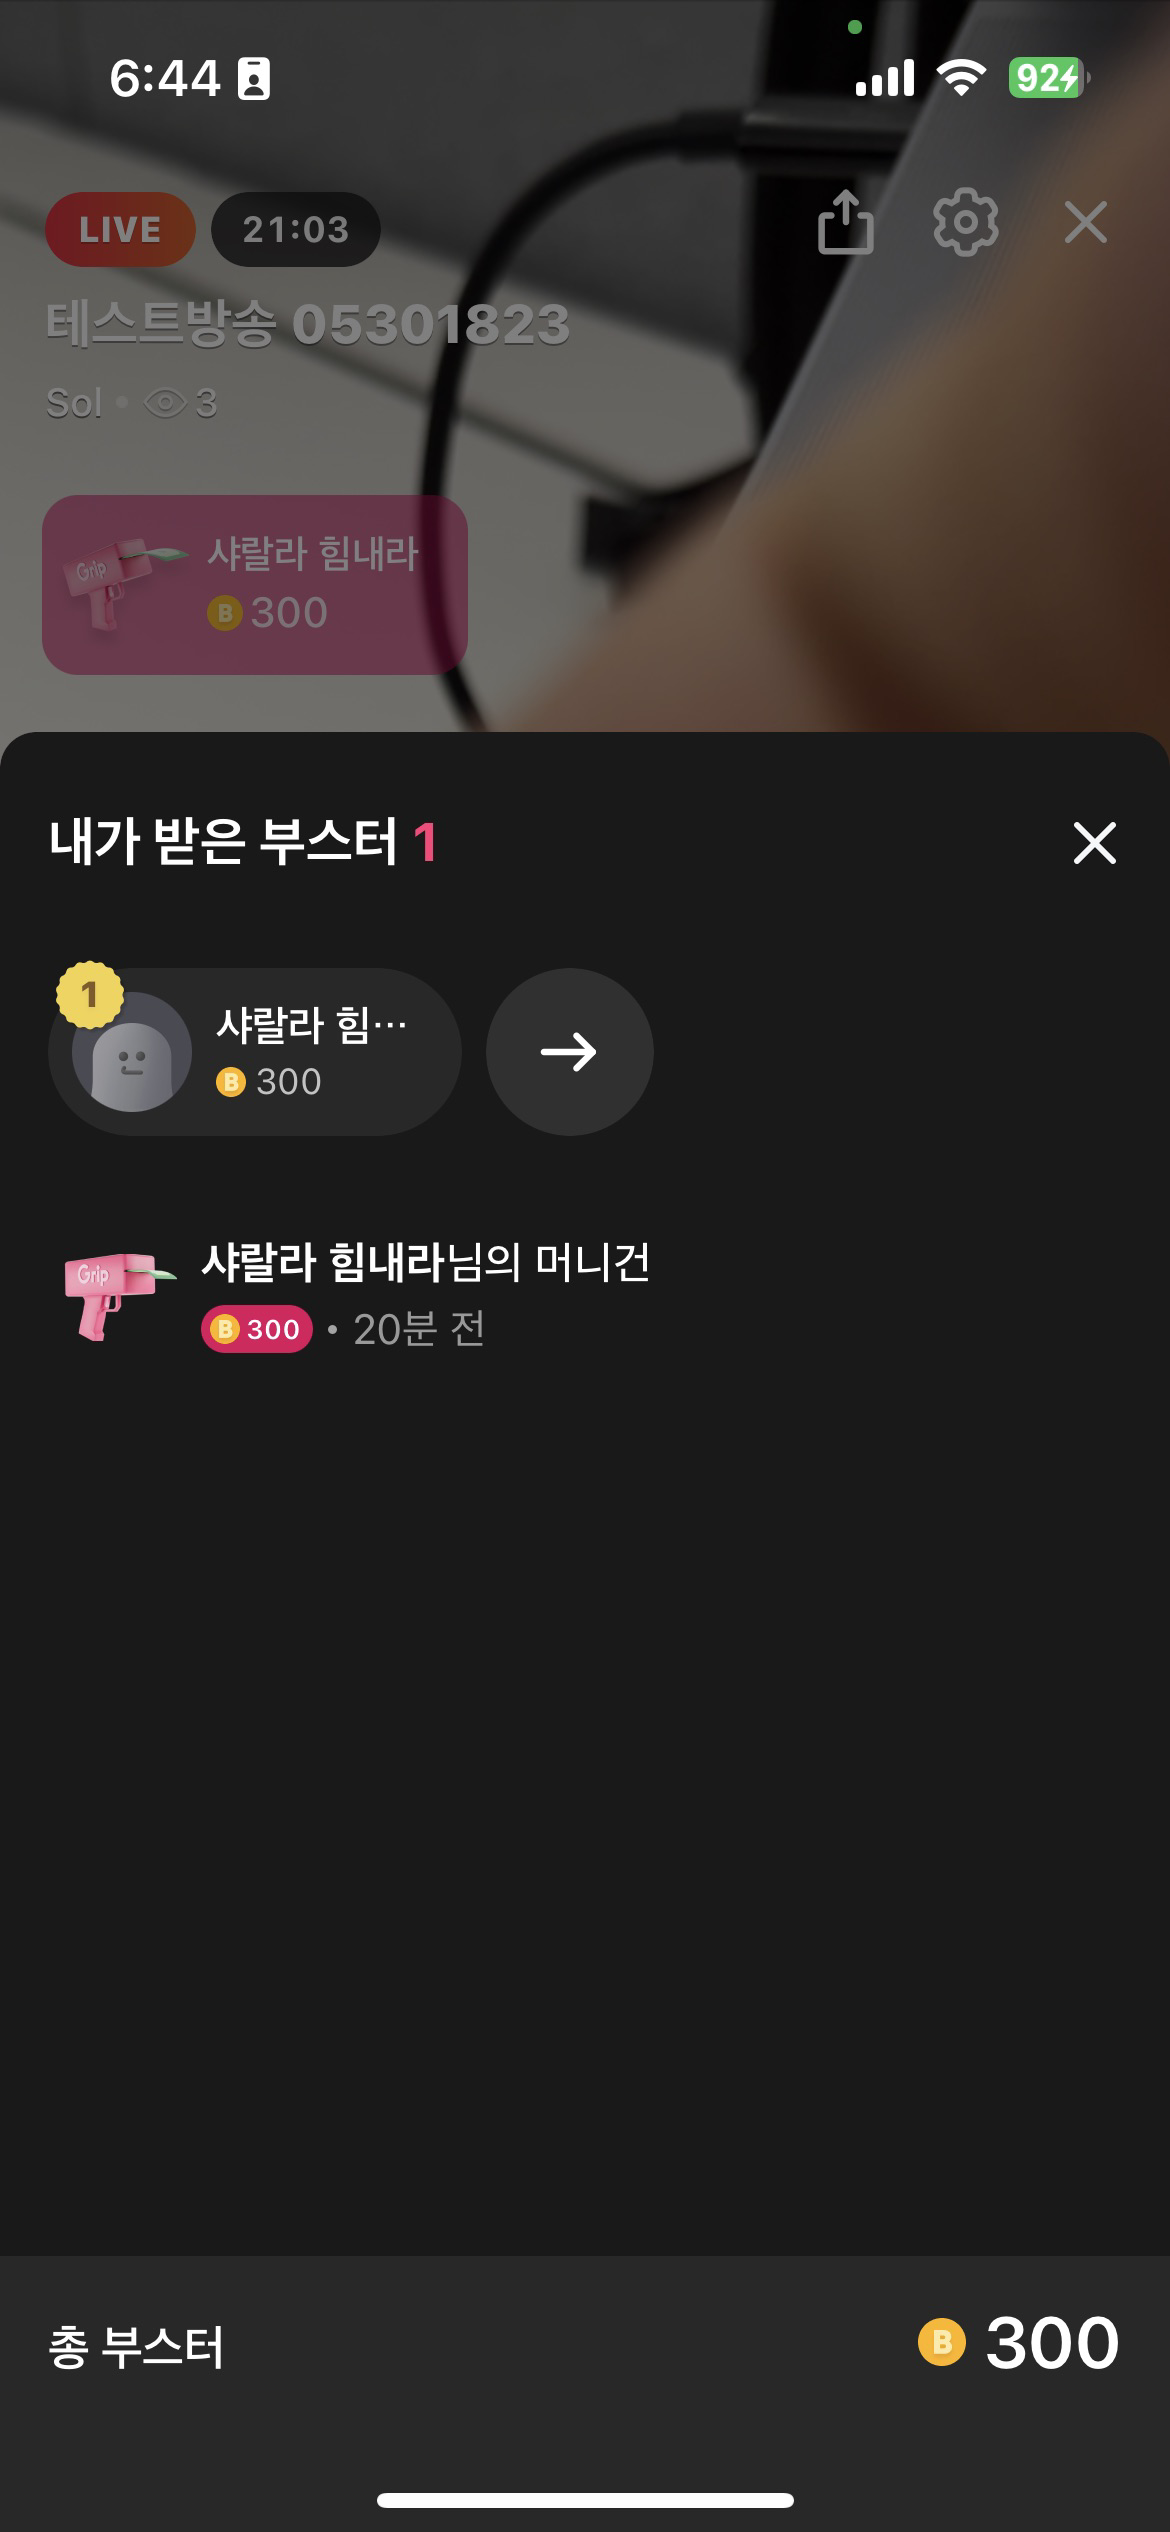 6:44
92
LIVE 21:03
테스트방송 05301823
Sol • 3
Grip
샤랄라 힘내라
B 300
내가 받은 부스터 1
1
샤랄라 힘···
B 300
Grip
샤랄라 힘내라님의 머니건
B 300 • 20분 전
총 부스터
B 300